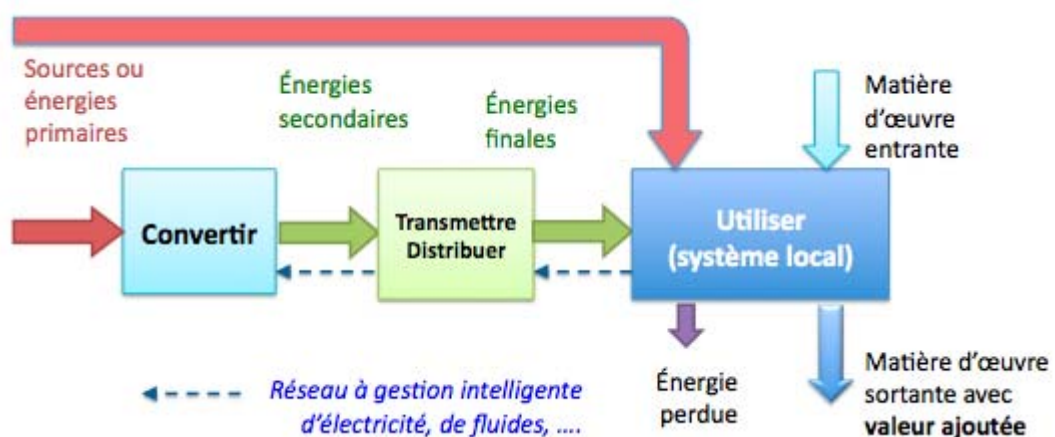 Sources ou
énergies
primaires
Énergies
secondaires
Énergies
finales
Matière
d'œuvre
entrante
Convertir
Transmettre
Distribuer
Utiliser
(système local)
Énergie
perdue
Matière d'œuvre
sortante avec
valeur ajoutée
Réseau à gestion intelligente
d'électricité, de fluides, ....